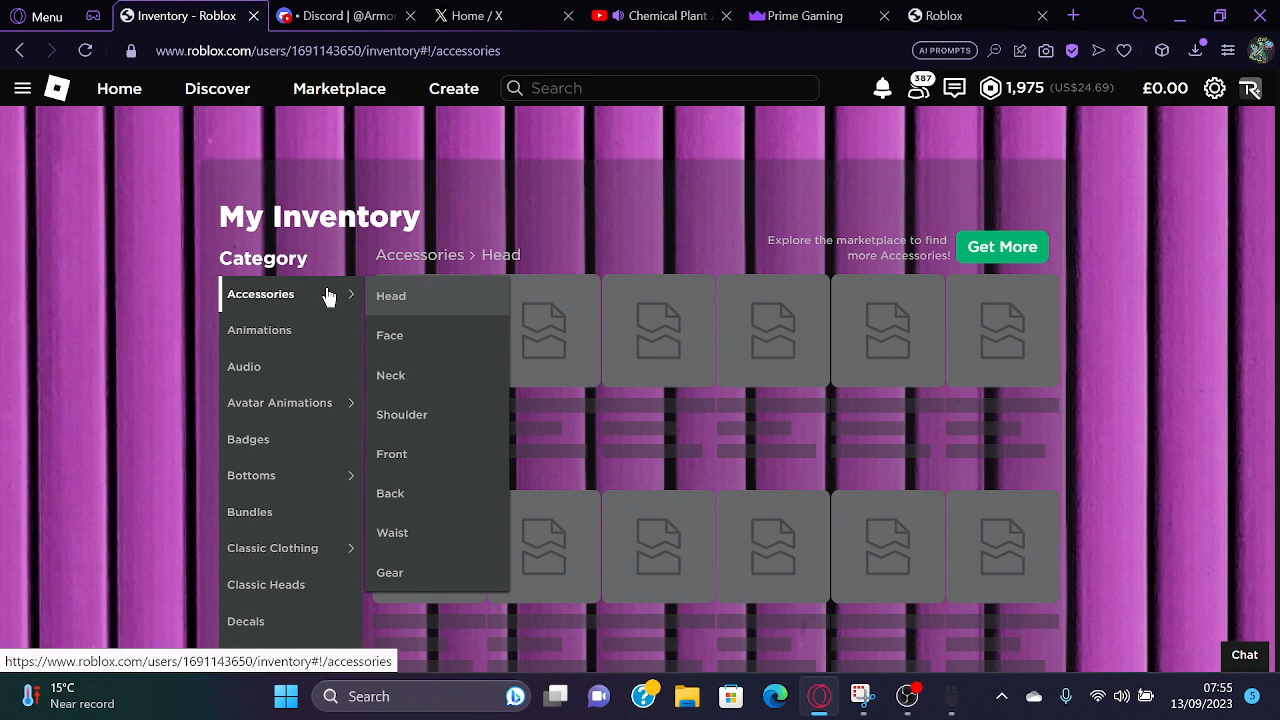 Menu
Inventory - Roblox
Discord | @Armor
Home / X
Chemical Plant
Prime Gaming
Roblox
www.roblox.com/users/1691143650/inventory#!/accessories
AI PROMPTS
Home
Discover
Marketplace
Create
Search
387
1,975 (US$24.69)
£0.00
My Inventory
Category
Accessories > Head
Explore the marketplace to find
more Accessories!
Get More
Accessories
Animations
Audio
Avatar Animations
Badges
Bottoms
Bundles
Classic Clothing
Classic Heads
Decals
Head
Face
Neck
Shoulder
Front
Back
Waist
Gear
https://www.roblox.com/users/1691143650/inventory#!/accessories
Chat
15°C
Near record
Search
07:55
13/09/2023
5